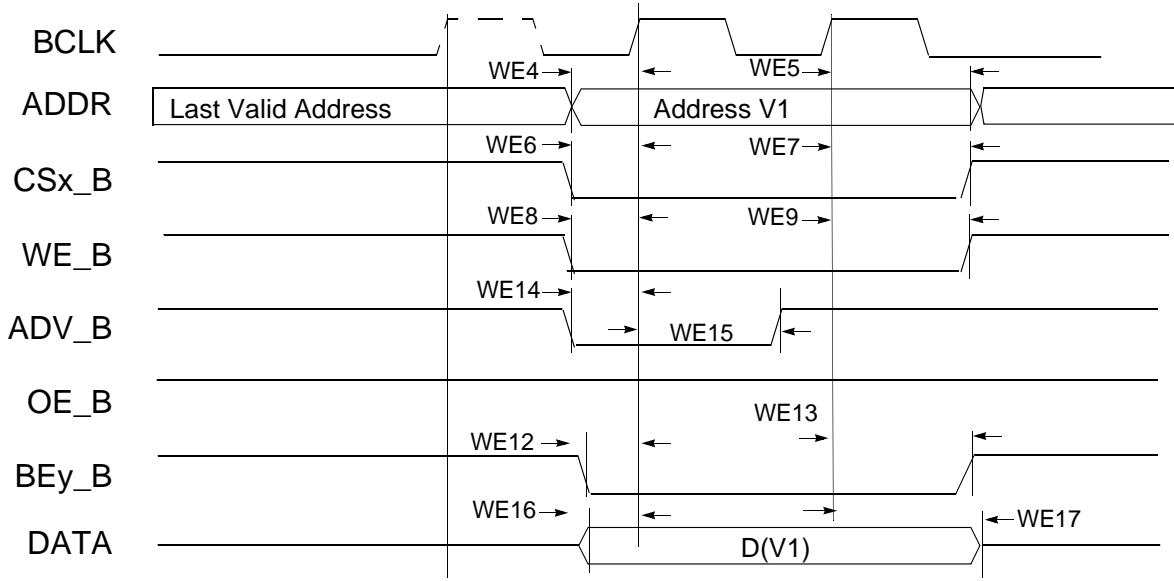 BCLK
WE4 WE5
ADDR Last Valid Address Address V1
WE6 WE7
CSx_B
WE8 WE9
WE_B
WE14
ADV_B WE15
OE_B
WE13
WE12
BEy_B
WE16 WE17
DATA D(V1)